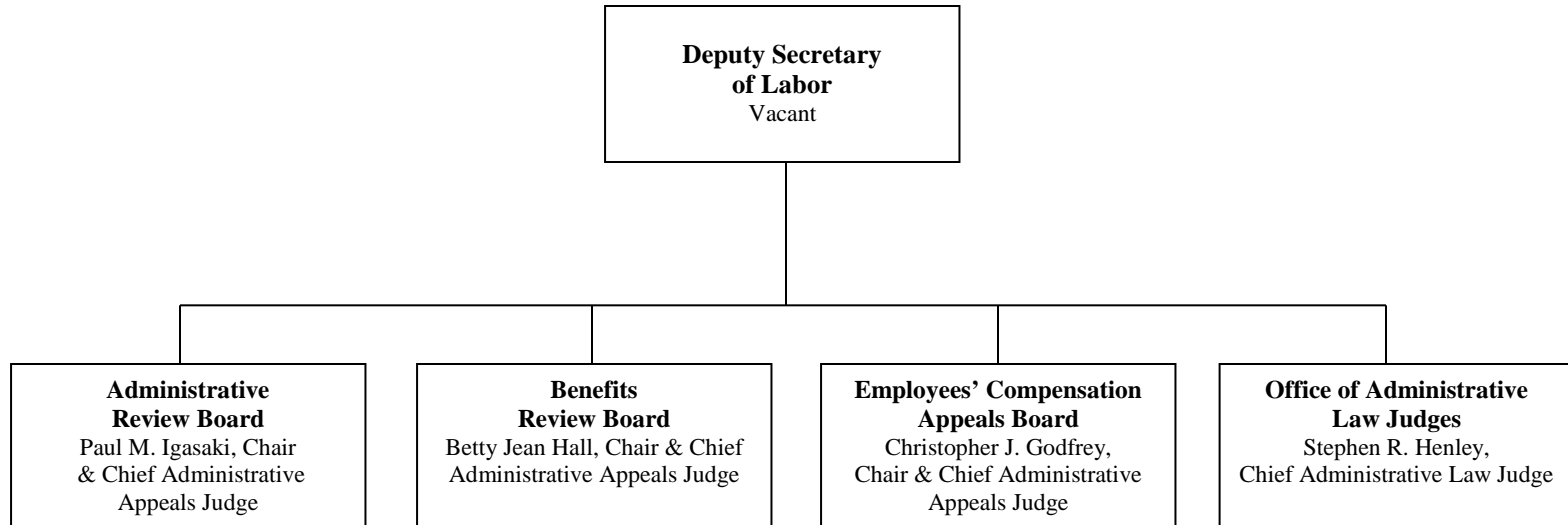 Deputy Secretary
of Labor
Vacant
Administrative
Review Board
Paul M. Igasaki, Chair
& Chief Administrative
Appeals Judge
Benefits
Review Board
Betty Jean Hall, Chair & Chief
Administrative Appeals Judge
Employees’ Compensation
Appeals Board
Christopher J. Godfrey,
Chair & Chief Administrative
Appeals Judge
Office of Administrative
Law Judges
Stephen R. Henley,
Chief Administrative Law Judge